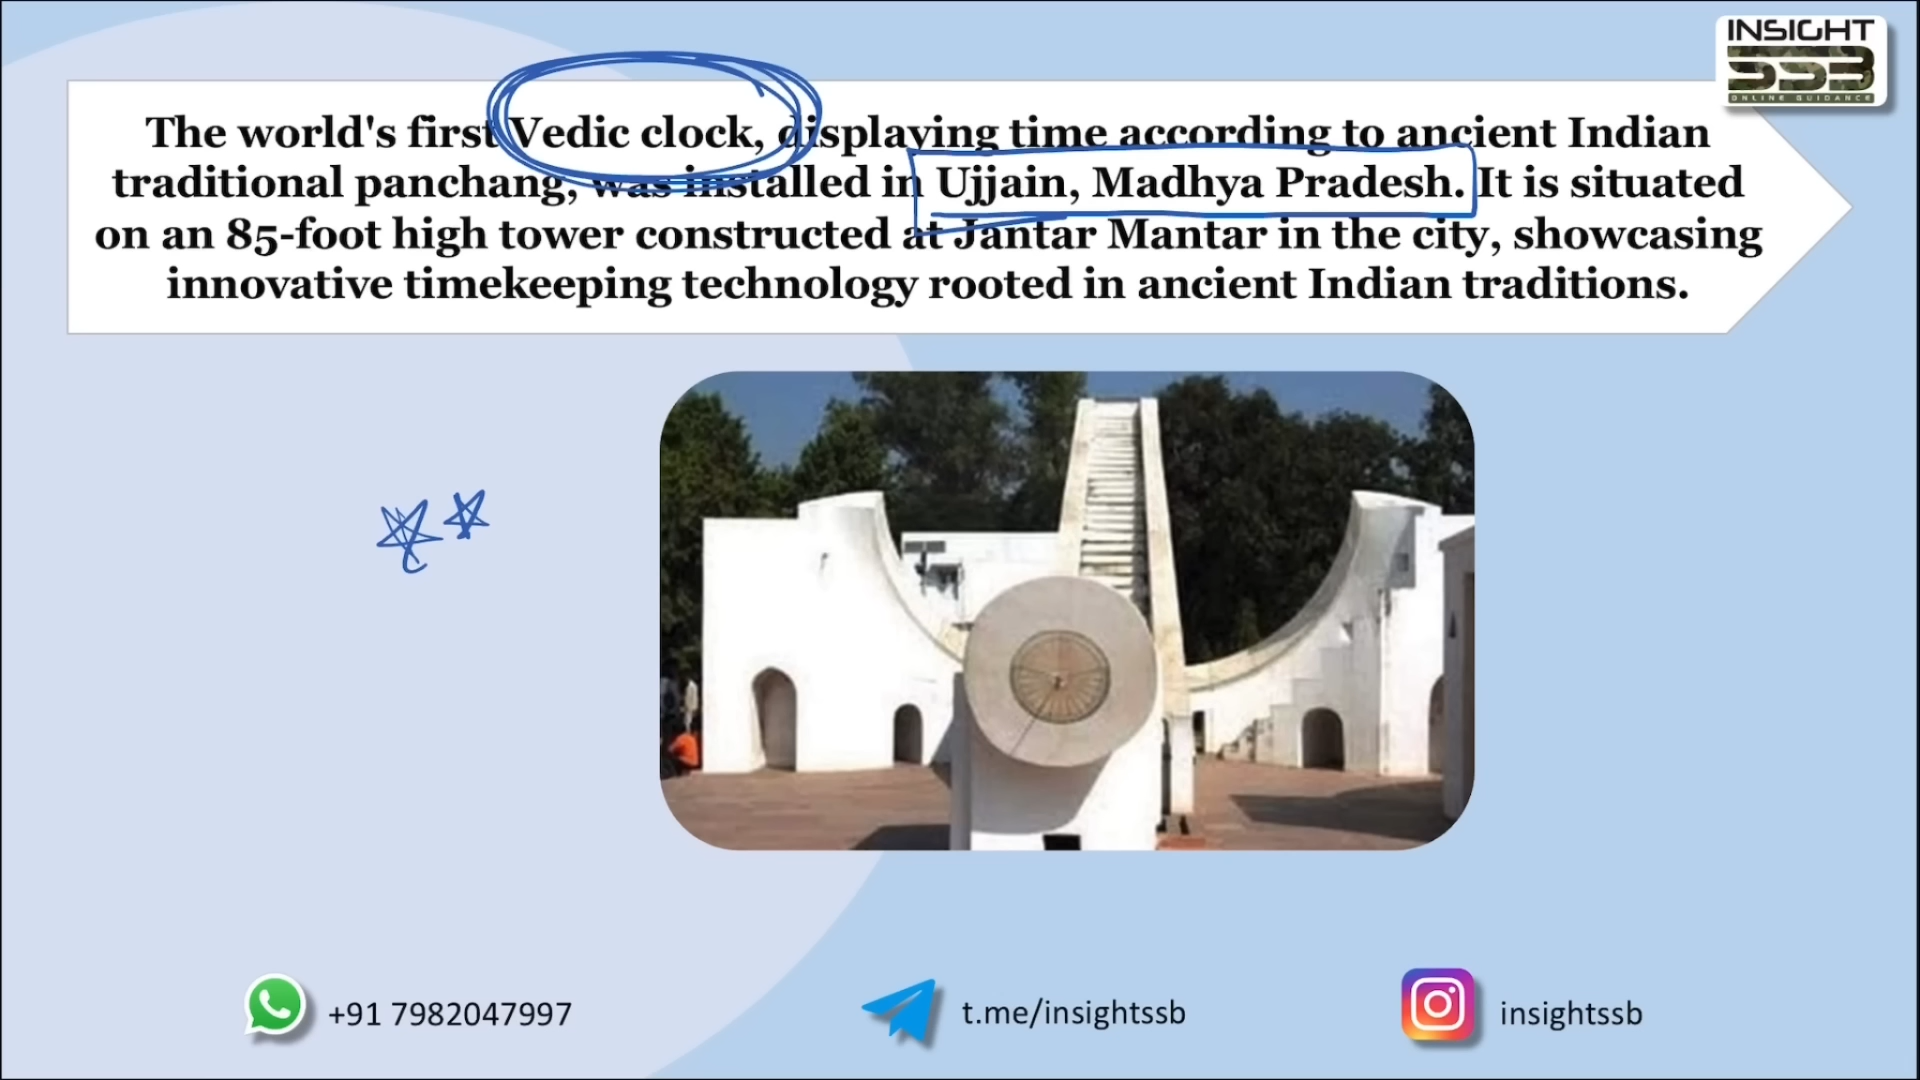 INSIGHT
SSB
ONLINE GUIDANCE
The world's first Vedic clock, displaying time according to ancient Indian
traditional panchang, was installed in Ujjain, Madhya Pradesh. It is situated
on an 85-foot high tower constructed at Jantar Mantar in the city, showcasing
innovative timekeeping technology rooted in ancient Indian traditions.
+91 7982047997
t.me/insightssb
insightssb